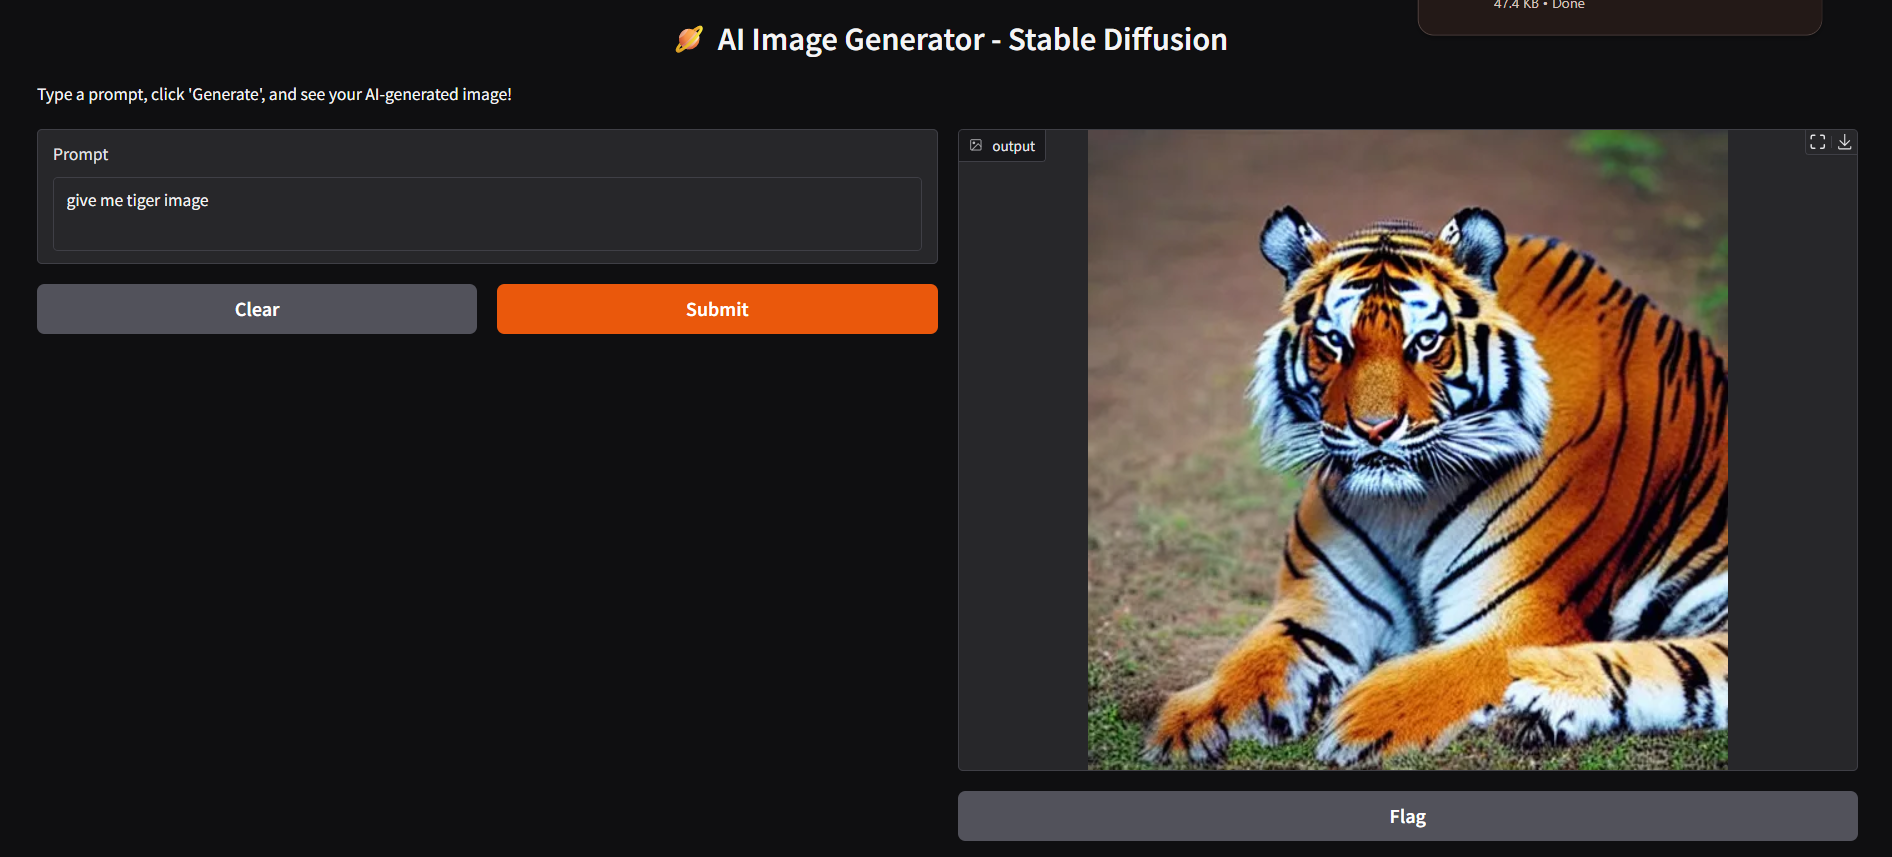 47.4 KB • Done
🪐 AI Image Generator - Stable Diffusion
Type a prompt, click 'Generate', and see your AI-generated image!
Prompt
give me tiger image
Clear
Submit
output
Flag